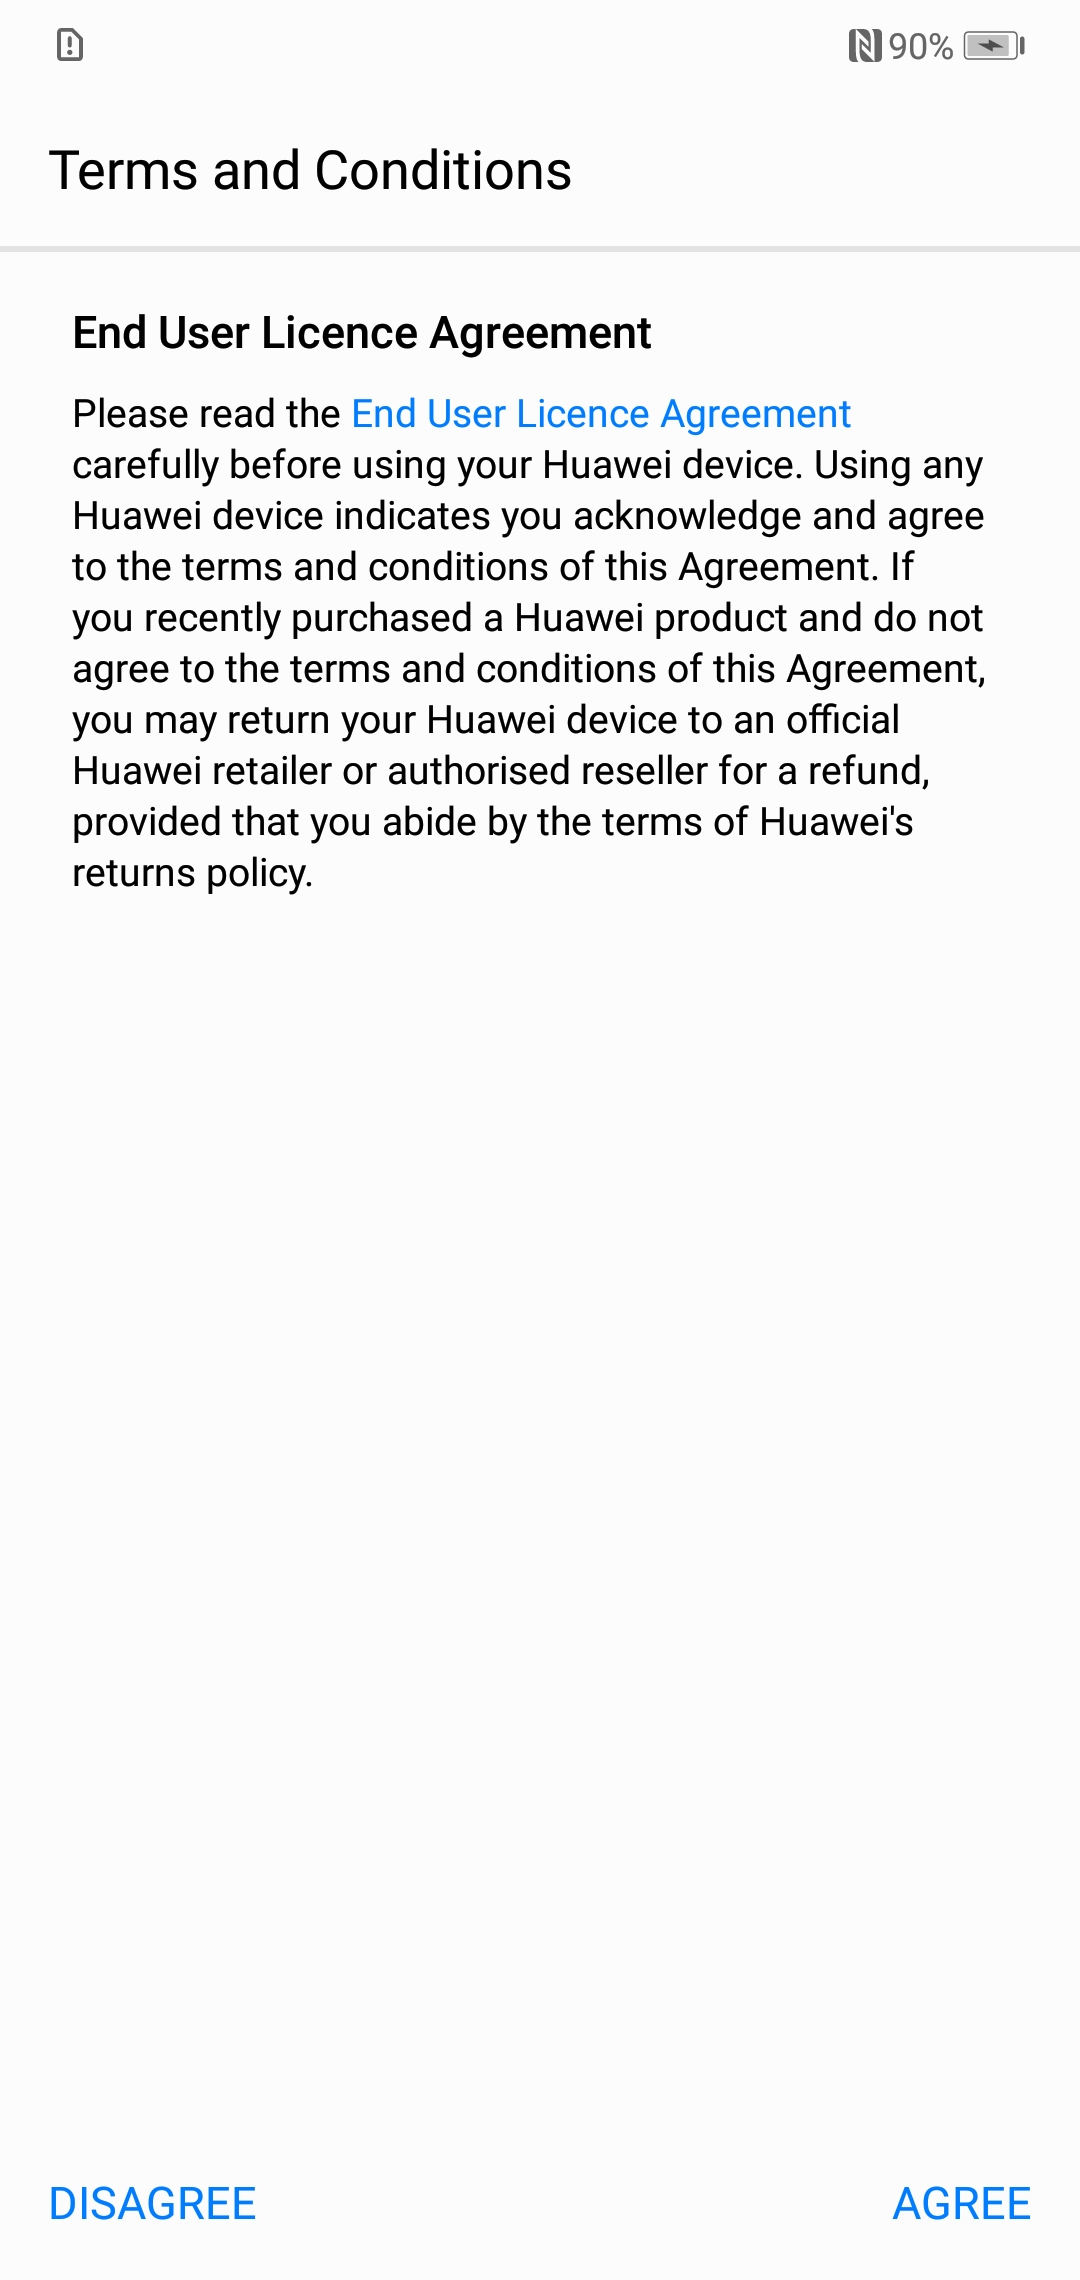 90%
Terms and Conditions
End User Licence Agreement
Please read the End User Licence Agreement
carefully before using your Huawei device. Using any
Huawei device indicates you acknowledge and agree
to the terms and conditions of this Agreement. If
you recently purchased a Huawei product and do not
agree to the terms and conditions of this Agreement,
you may return your Huawei device to an official
Huawei retailer or authorised reseller for a refund,
provided that you abide by the terms of Huawei's
returns policy.
DISAGREE AGREE